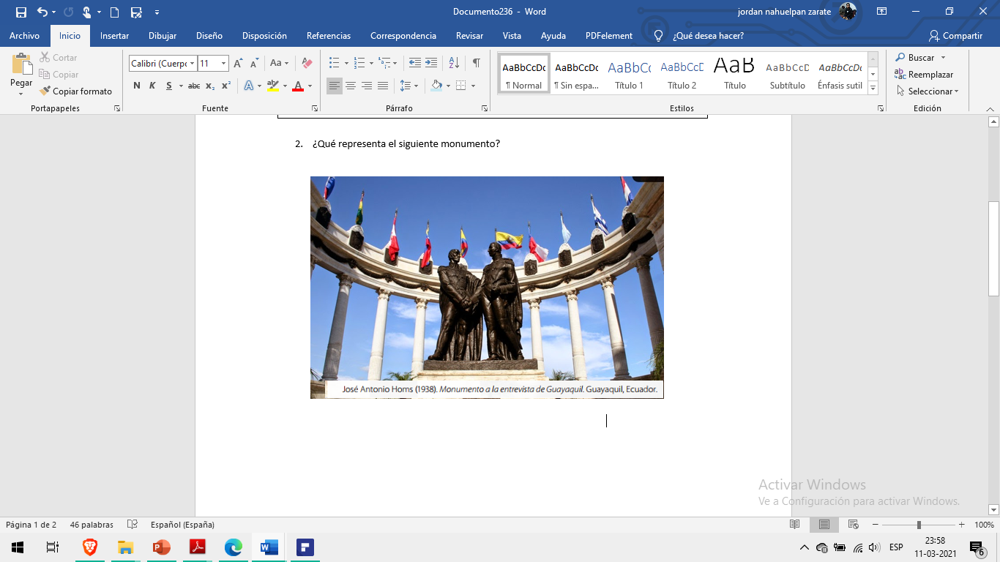 Documento236 - Word
jordan nahuelpan zarate
Archivo Inicio Insertar Dibujar Diseño Disposición Referencias Correspondencia Revisar Vista Ayuda PDFelement ¿Qué desea hacer? Compartir
Pegar
Cortar
Copiar
Copiar formato
Portapapeles
Calibri (Cuerpo 11
N K S abc x₂ x²
Fuente
Párrafo
AaBbCcDc AaBbCcDc AaBbCc AaBbCcD AaB AaBbCcD AaBbCcDc
¶ Normal ¶ Sin espa... Título 1 Título 2 Título Subtítulo Énfasis sutil
Estilos
Buscar
Reemplazar
Seleccionar
Edición
2. ¿Qué representa el siguiente monumento?
José Antonio Homs (1938). Monumento a la entrevista de Guayaquil. Guayaquil, Ecuador.
Activar Windows
Ve a Configuración para activar Windows.
Página 1 de 2 46 palabras Español (España) 100%
ESP
23:58
11-03-2021
6